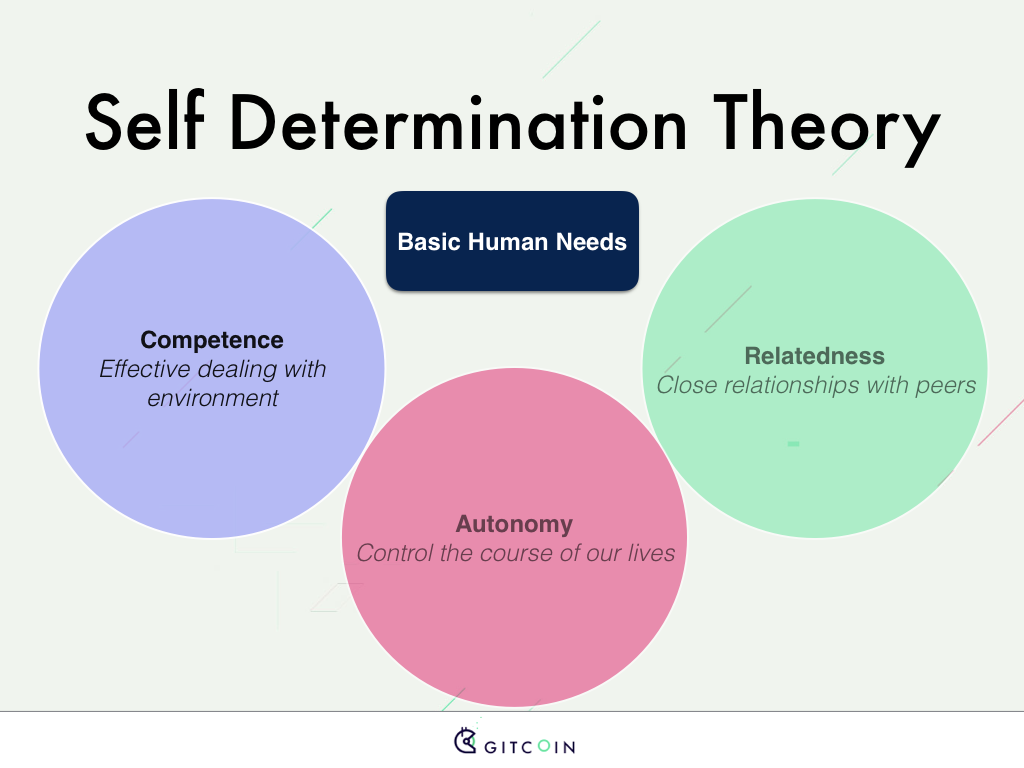 Self Determination Theory
Basic Human Needs
Competence
Effective dealing with
environment
Relatedness
Close relationships with peers
Autonomy
Control the course of our lives
GITCOIN